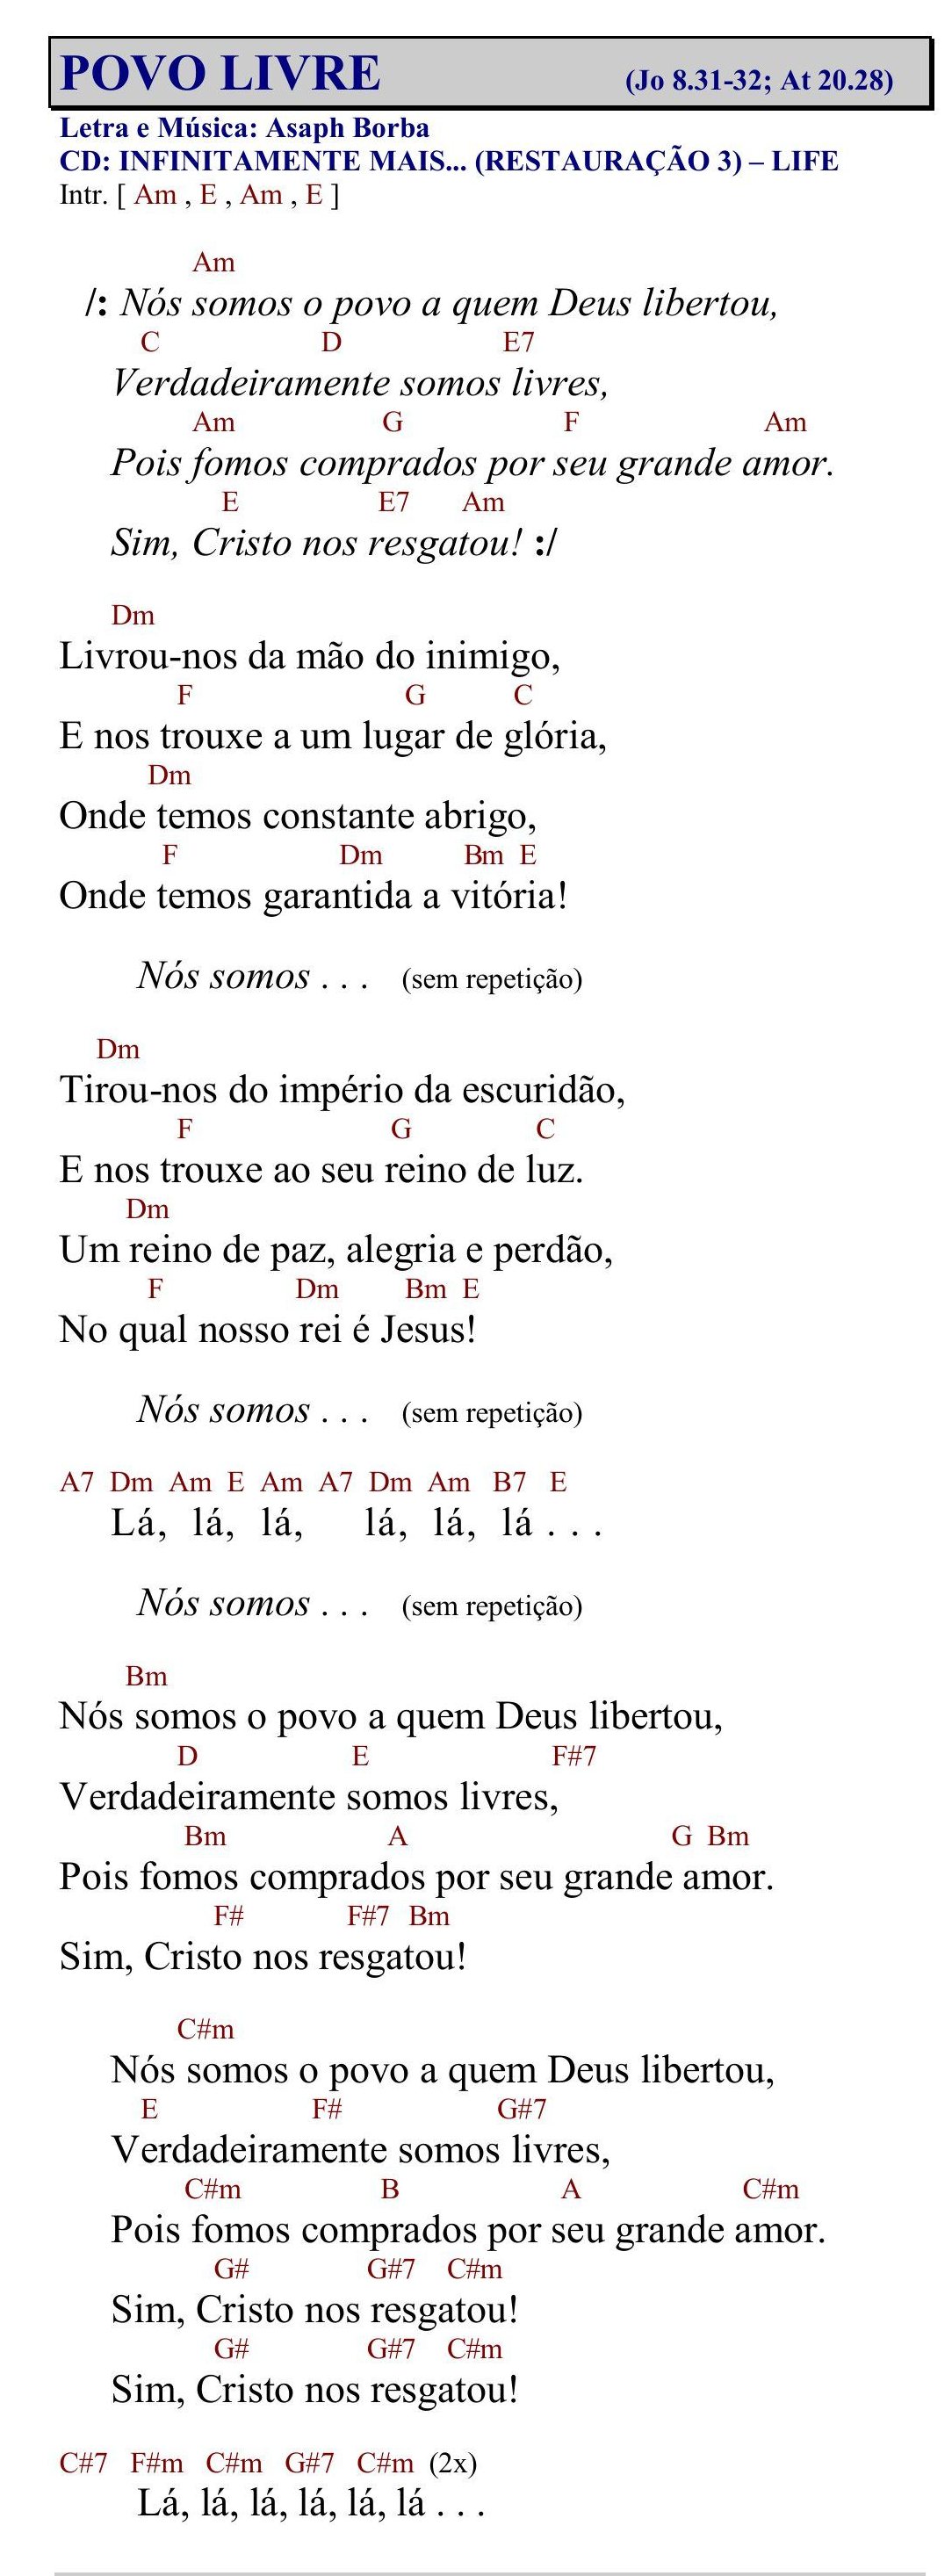 POVO LIVRE (Jo 8.31-32; At 20.28)
Letra e Música: Asaph Borba
CD: INFINITAMENTE MAIS... (RESTAURAÇÃO 3) – LIFE
Intr. [ Am , E , Am , E ]
Am
/: Nós somos o povo a quem Deus libertou,
C D E7
Verdadeiramente somos livres,
Am G F Am
Pois fomos comprados por seu grande amor.
E E7 Am
Sim, Cristo nos resgatou! :/
Dm
Livrou-nos da mão do inimigo,
F G C
E nos trouxe a um lugar de glória,
Dm
Onde temos constante abrigo,
F Dm Bm E
Onde temos garantida a vitória!
Nós somos . . . (sem repetição)
Dm
Tirou-nos do império da escuridão,
F G C
E nos trouxe ao seu reino de luz.
Dm
Um reino de paz, alegria e perdão,
F Dm Bm E
No qual nosso rei é Jesus!
Nós somos . . . (sem repetição)
A7 Dm Am E Am A7 Dm Am B7 E
Lá, lá, lá, lá, lá, lá . . .
Nós somos . . . (sem repetição)
Bm
Nós somos o povo a quem Deus libertou,
D E F#7
Verdadeiramente somos livres,
Bm A G Bm
Pois fomos comprados por seu grande amor.
F# F#7 Bm
Sim, Cristo nos resgatou!
C#m
Nós somos o povo a quem Deus libertou,
E F# G#7
Verdadeiramente somos livres,
C#m B A C#m
Pois fomos comprados por seu grande amor.
G# G#7 C#m
Sim, Cristo nos resgatou!
G# G#7 C#m
Sim, Cristo nos resgatou!
C#7 F#m C#m G#7 C#m (2x)
Lá, lá, lá, lá, lá, lá . . .